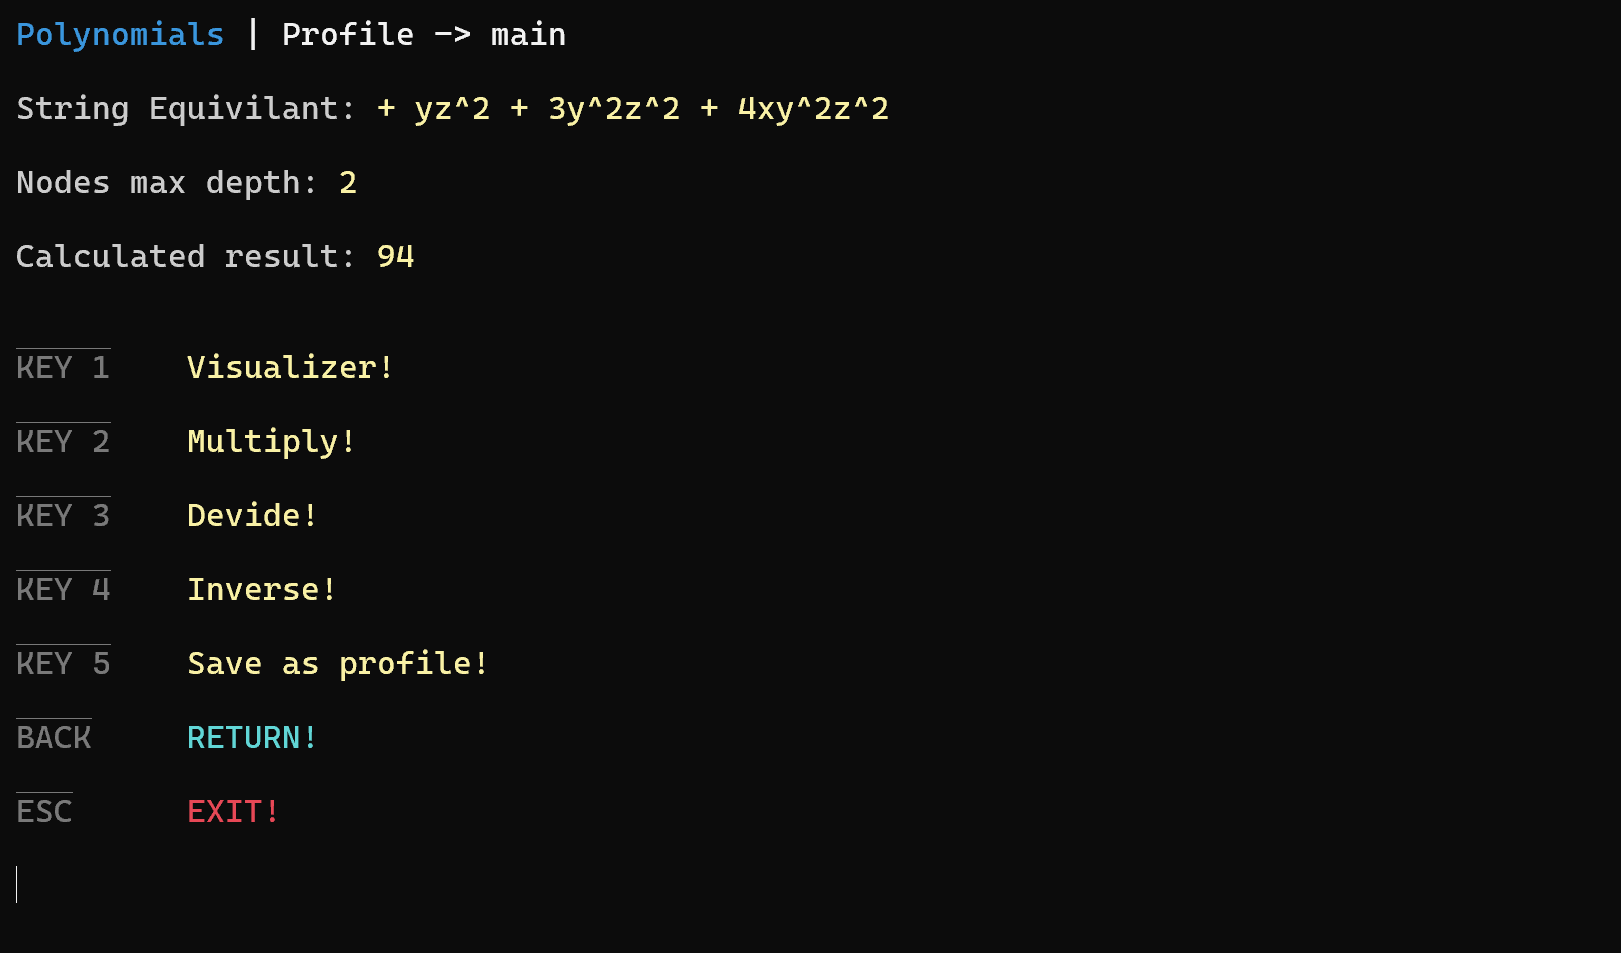 Polynomials | Profile -> main
String Equivilant: + yz^2 + 3y^2z^2 + 4xy^2z^2
Nodes max depth: 2
Calculated result: 94
KEY 1 Visualizer!
KEY 2 Multiply!
KEY 3 Devide!
KEY 4 Inverse!
KEY 5 Save as profile!
BACK RETURN!
ESC EXIT!